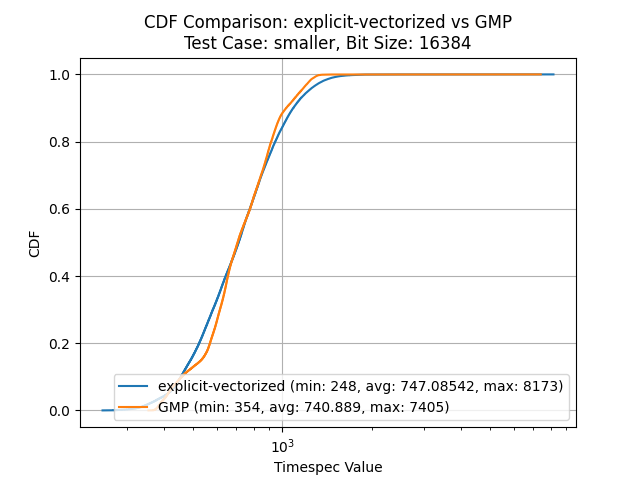 CDF Comparison: explicit-vectorized vs GMP
Test Case: smaller, Bit Size: 16384
1.0
0.8
0.6
0.4
0.2
0.0
CDF
explicit-vectorized (min: 248, avg: 747.08542, max: 8173)
GMP (min: 354, avg: 740.889, max: 7405)
10³
Timespec Value